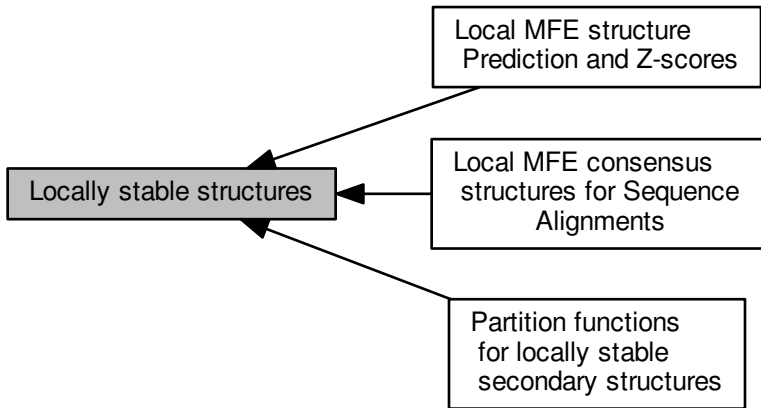 Local MFE structure
Prediction and Z-scores
Locally stable structures
Local MFE consensus
structures for Sequence
Alignments
Partition functions
for locally stable
secondary structures